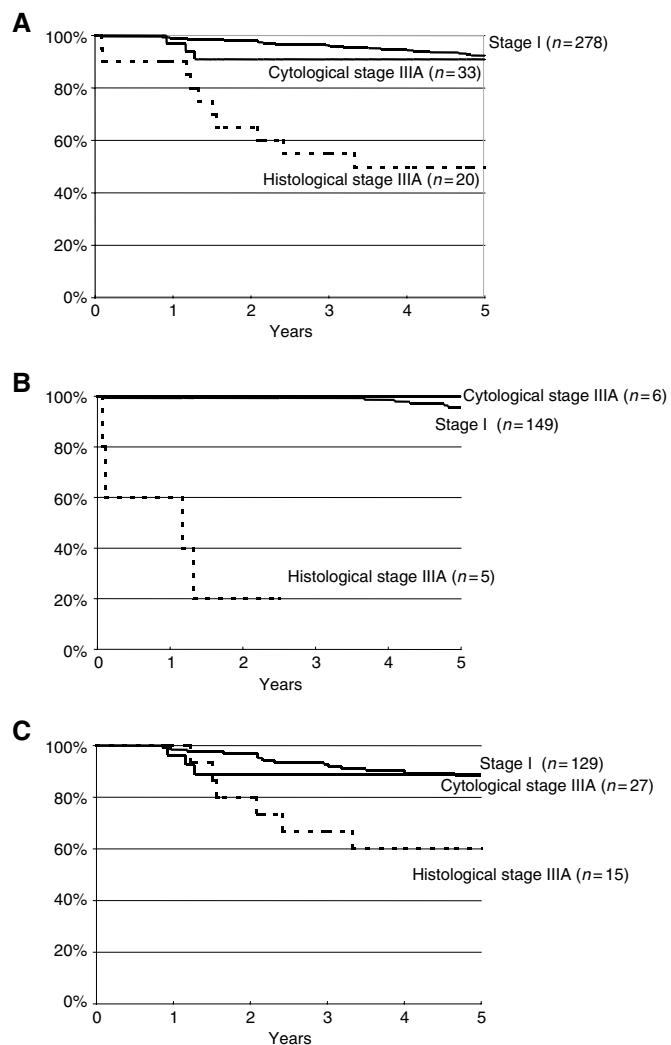 A
100%
80%
60%
40%
20%
0%
Stage I (n=278)
Cytological stage IIIA (n=33)
Histological stage IIIA (n=20)
0 1 2 3 4 5
Years
B
100%
80%
60%
40%
20%
0%
Cytological stage IIIA (n=6)
Stage I (n=149)
Histological stage IIIA (n=5)
0 1 2 3 4 5
Years
C
100%
80%
60%
40%
20%
0%
Stage I (n=129)
Cytological stage IIIA (n=27)
Histological stage IIIA (n=15)
0 1 2 3 4 5
Years